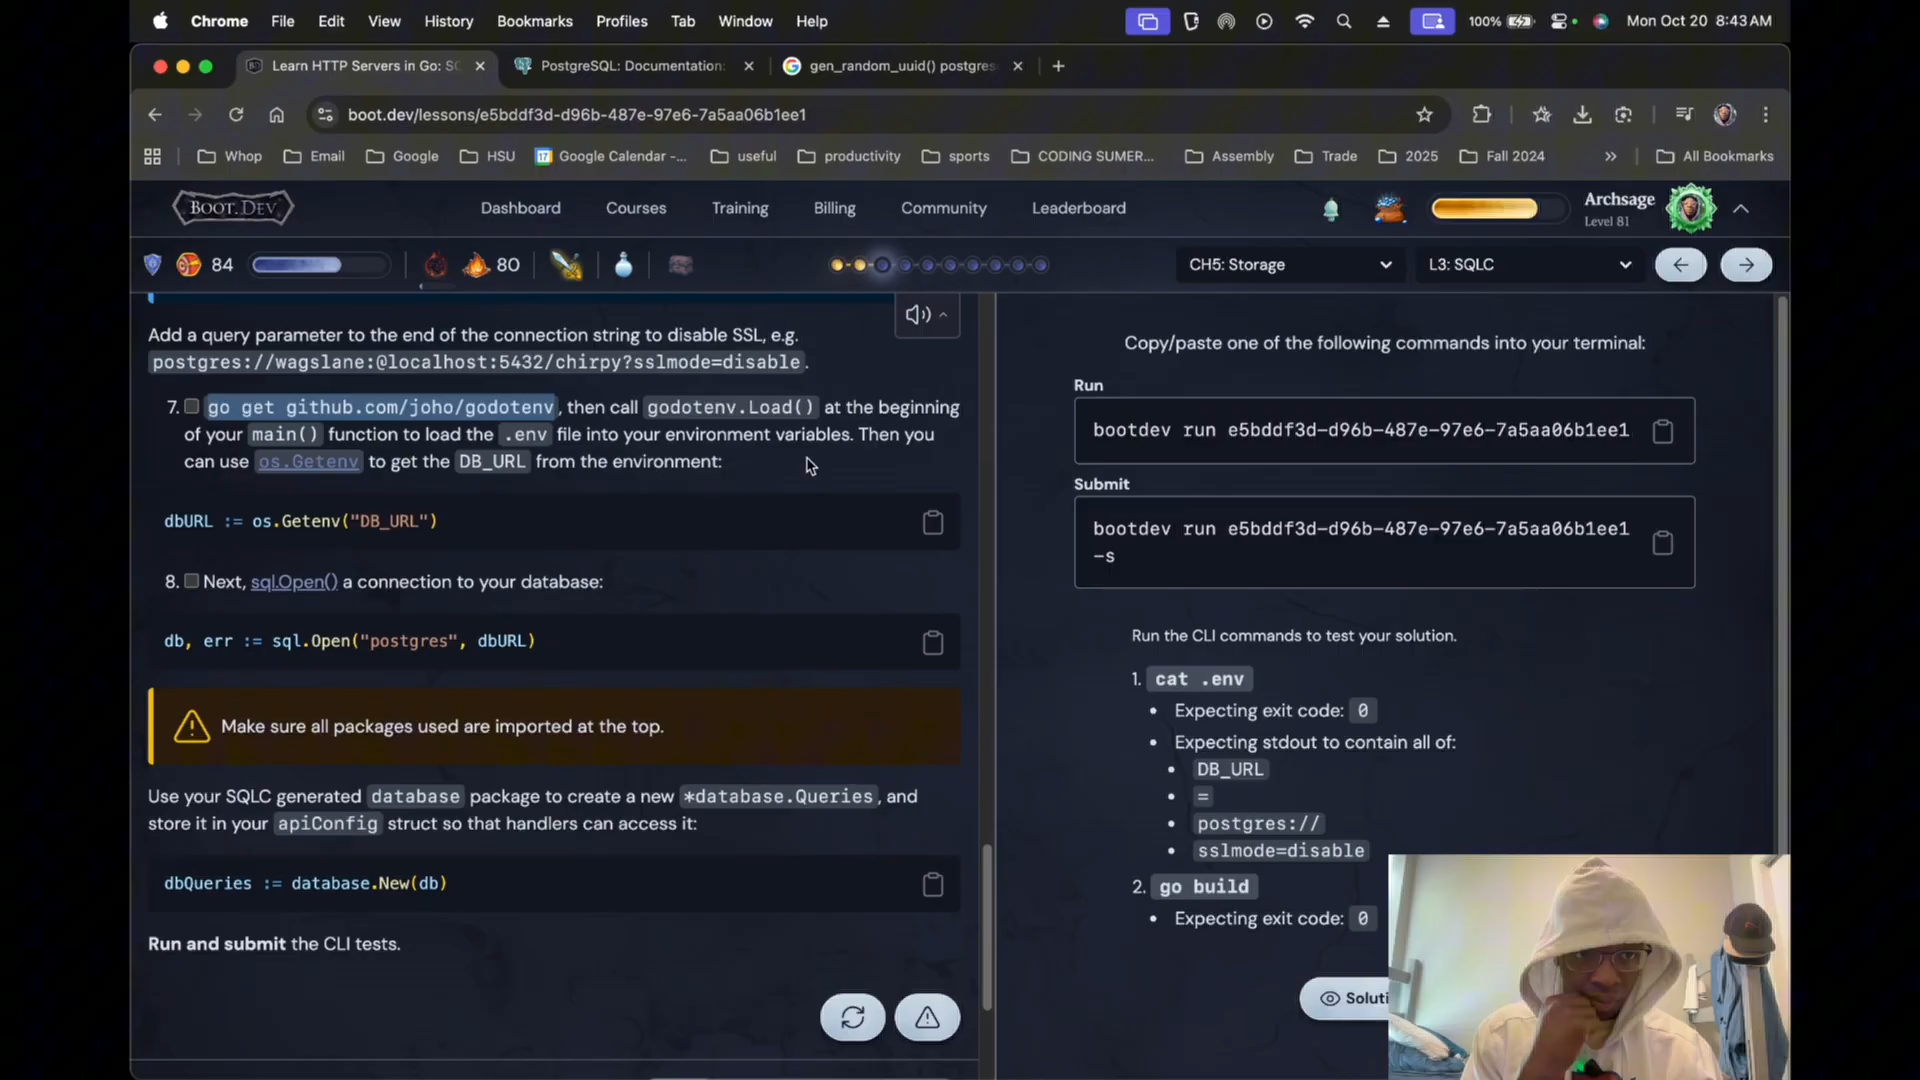 Chrome File Edit View History Bookmarks Profiles Tab Window Help 100% Mon Oct 20 8:43 AM
Learn HTTP Servers in Go: SQ PostgreSQL: Documentation: gen_random_uuid() postgres
boot.dev/lessons/e5bddf3d-d96b-487e-97e6-7a5aa06b1ee1
Whop Email Google HSU 17 Google Calendar -... useful productivity sports CODING SUMER... Assembly Trade 2025 Fall 2024 » All Bookmarks
BOOT.DEV Dashboard Courses Training Billing Community Leaderboard Archsage
Level 81
84 80 CH5: Storage L3: SQLC
Add a query parameter to the end of the connection string to disable SSL, e.g.
postgres://wagslane:@localhost:5432/chirpy?sslmode=disable.
7. go get github.com/joho/godotenv, then call godotenv.Load() at the beginning
of your main() function to load the .env file into your environment variables. Then you
can use os.Getenv to get the DB_URL from the environment:
dbURL := os.Getenv("DB_URL")
8. Next, sql.Open() a connection to your database:
db, err := sql.Open("postgres", dbURL)
Make sure all packages used are imported at the top.
Use your SQLC generated database package to create a new *database.Queries, and
store it in your apiConfig struct so that handlers can access it:
dbQueries := database.New(db)
Run and submit the CLI tests.
Copy/paste one of the following commands into your terminal:
Run
bootdev run e5bddf3d-d96b-487e-97e6-7a5aa06b1ee1
Submit
bootdev run e5bddf3d-d96b-487e-97e6-7a5aa06b1ee1
-s
Run the CLI commands to test your solution.
1. cat .env
• Expecting exit code: 0
• Expecting stdout to contain all of:
• DB_URL
• =
• postgres://
• sslmode=disable
2. go build
• Expecting exit code: 0
Soluti